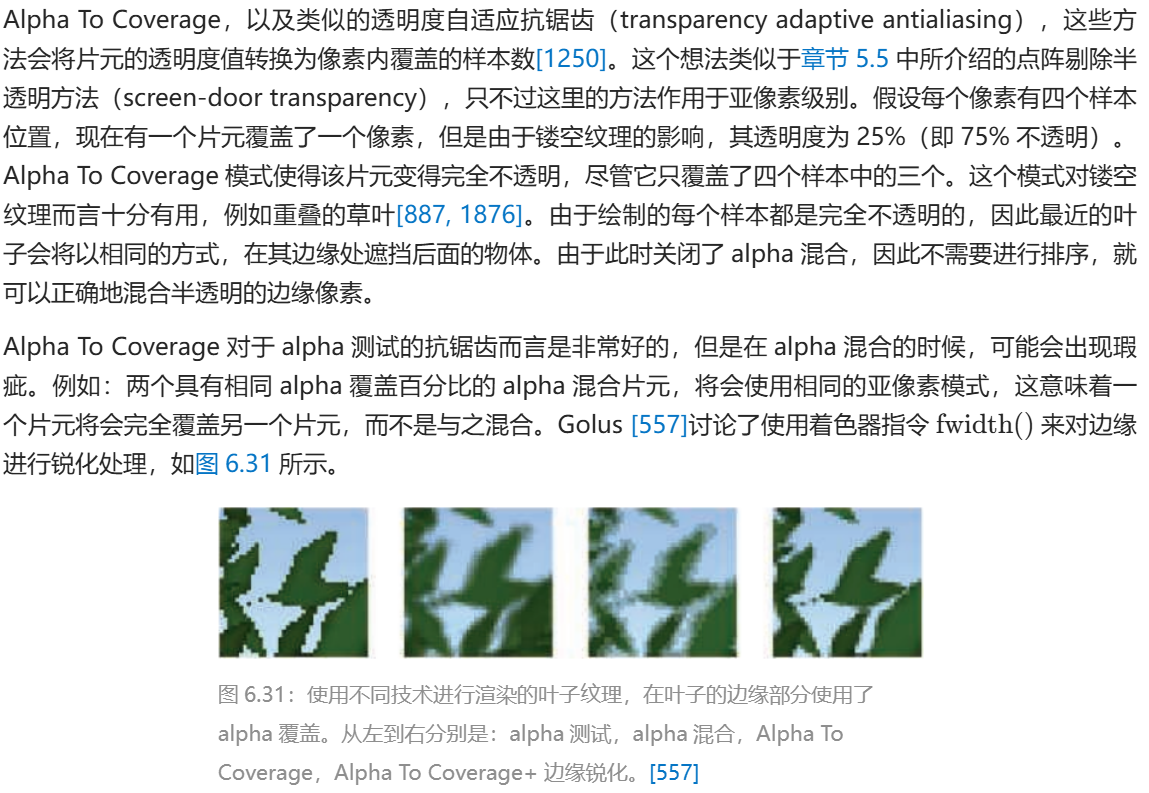 Alpha To Coverage，以及类似的透明度自适应抗锯齿（transparency adaptive antialiasing），这些方
法会将片元的透明度值转换为像素内覆盖的样本数[1250]。这个想法类似于章节 5.5 中所介绍的点阵剔除半
透明方法（screen-door transparency），只不过这里的方法作用于亚像素级别。假设每个像素有四个样本
位置，现在有一个片元覆盖了一个像素，但是由于镂空纹理的影响，其透明度为 25%（即 75% 不透明）。
Alpha To Coverage 模式使得该片元变得完全不透明，尽管它只覆盖了四个样本中的三个。这个模式对镂空
纹理而言十分有用，例如重叠的草叶[887, 1876]。由于绘制的每个样本都是完全不透明的，因此最近的叶
子会将以相同的方式，在其边缘处遮挡后面的物体。由于此时关闭了 alpha 混合，因此不需要进行排序，就
可以正确地混合半透明的边缘像素。
Alpha To Coverage 对于 alpha 测试的抗锯齿而言是非常好的，但是在 alpha 混合的时候，可能会出现瑕
疵。例如：两个具有相同 alpha 覆盖百分比的 alpha 混合片元，将会使用相同的亚像素模式，这意味着一
个片元将会完全覆盖另一个片元，而不是与之混合。Golus [557]讨论了使用着色器指令 fwidth() 来对边缘
进行锐化处理，如图 6.31 所示。
图 6.31：使用不同技术进行渲染的叶子纹理，在叶子的边缘部分使用了
alpha 覆盖。从左到右分别是：alpha 测试，alpha 混合，Alpha To
Coverage，Alpha To Coverage+ 边缘锐化。[557]